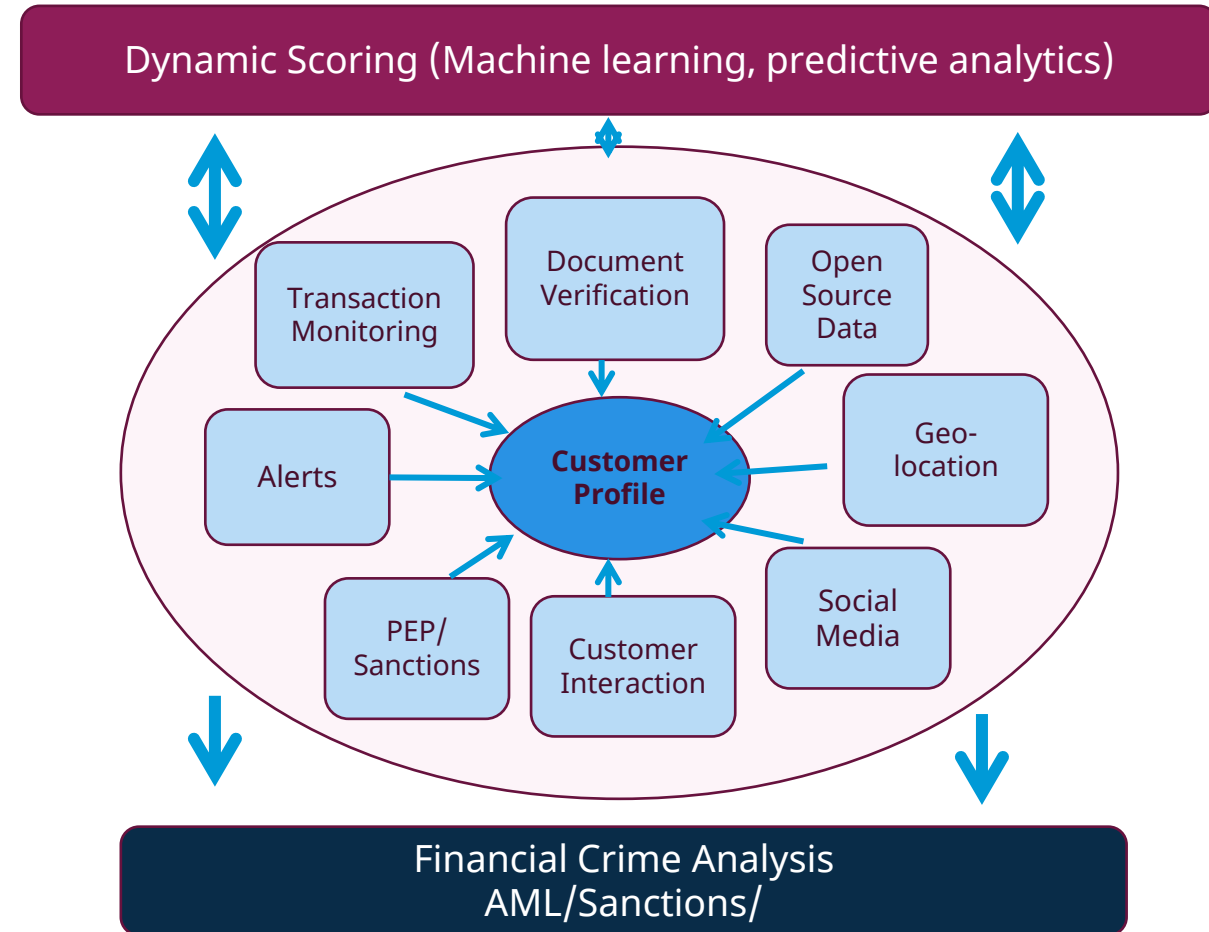 Dynamic Scoring (Machine learning, predictive analytics)
Document
Verification
Open
Source
Data
Transaction
Monitoring
Geo-
location
Alerts
Customer
Profile
Social
Media
PEP/
Sanctions
Customer
Interaction
Financial Crime Analysis
AML/Sanctions/